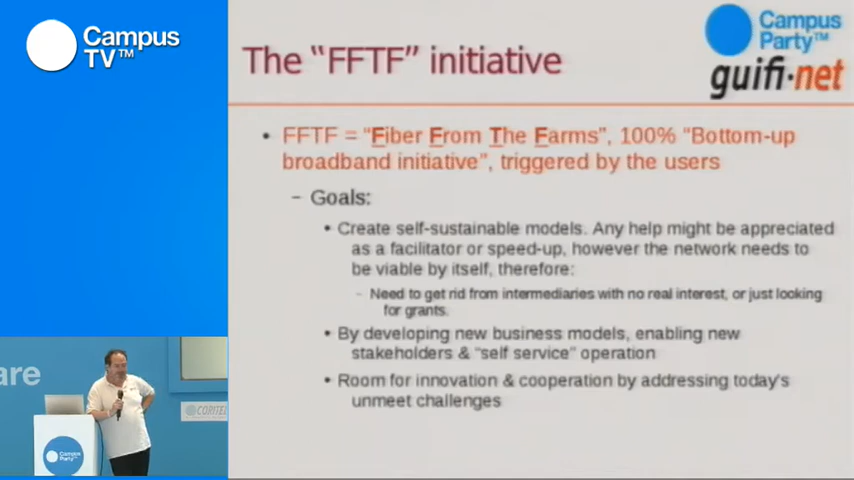 Campus
TV™
The "FFTF" initiative
Campus
Party™
guifi·net
• FFTF = "Fiber From The Farms", 100% "Bottom-up
broadband initiative", triggered by the users
– Goals:
• Create self-sustainable models. Any help might be appreciated
as a facilitator or speed-up, however the network needs to
be viable by itself, therefore:
– Need to get rid from intermediaries with no real interest, or just looking
for grants.
• By developing new business models, enabling new
stakeholders & "self service" operation
• Room for innovation & cooperation by addressing today's
unmeet challenges
are
Campus
Party